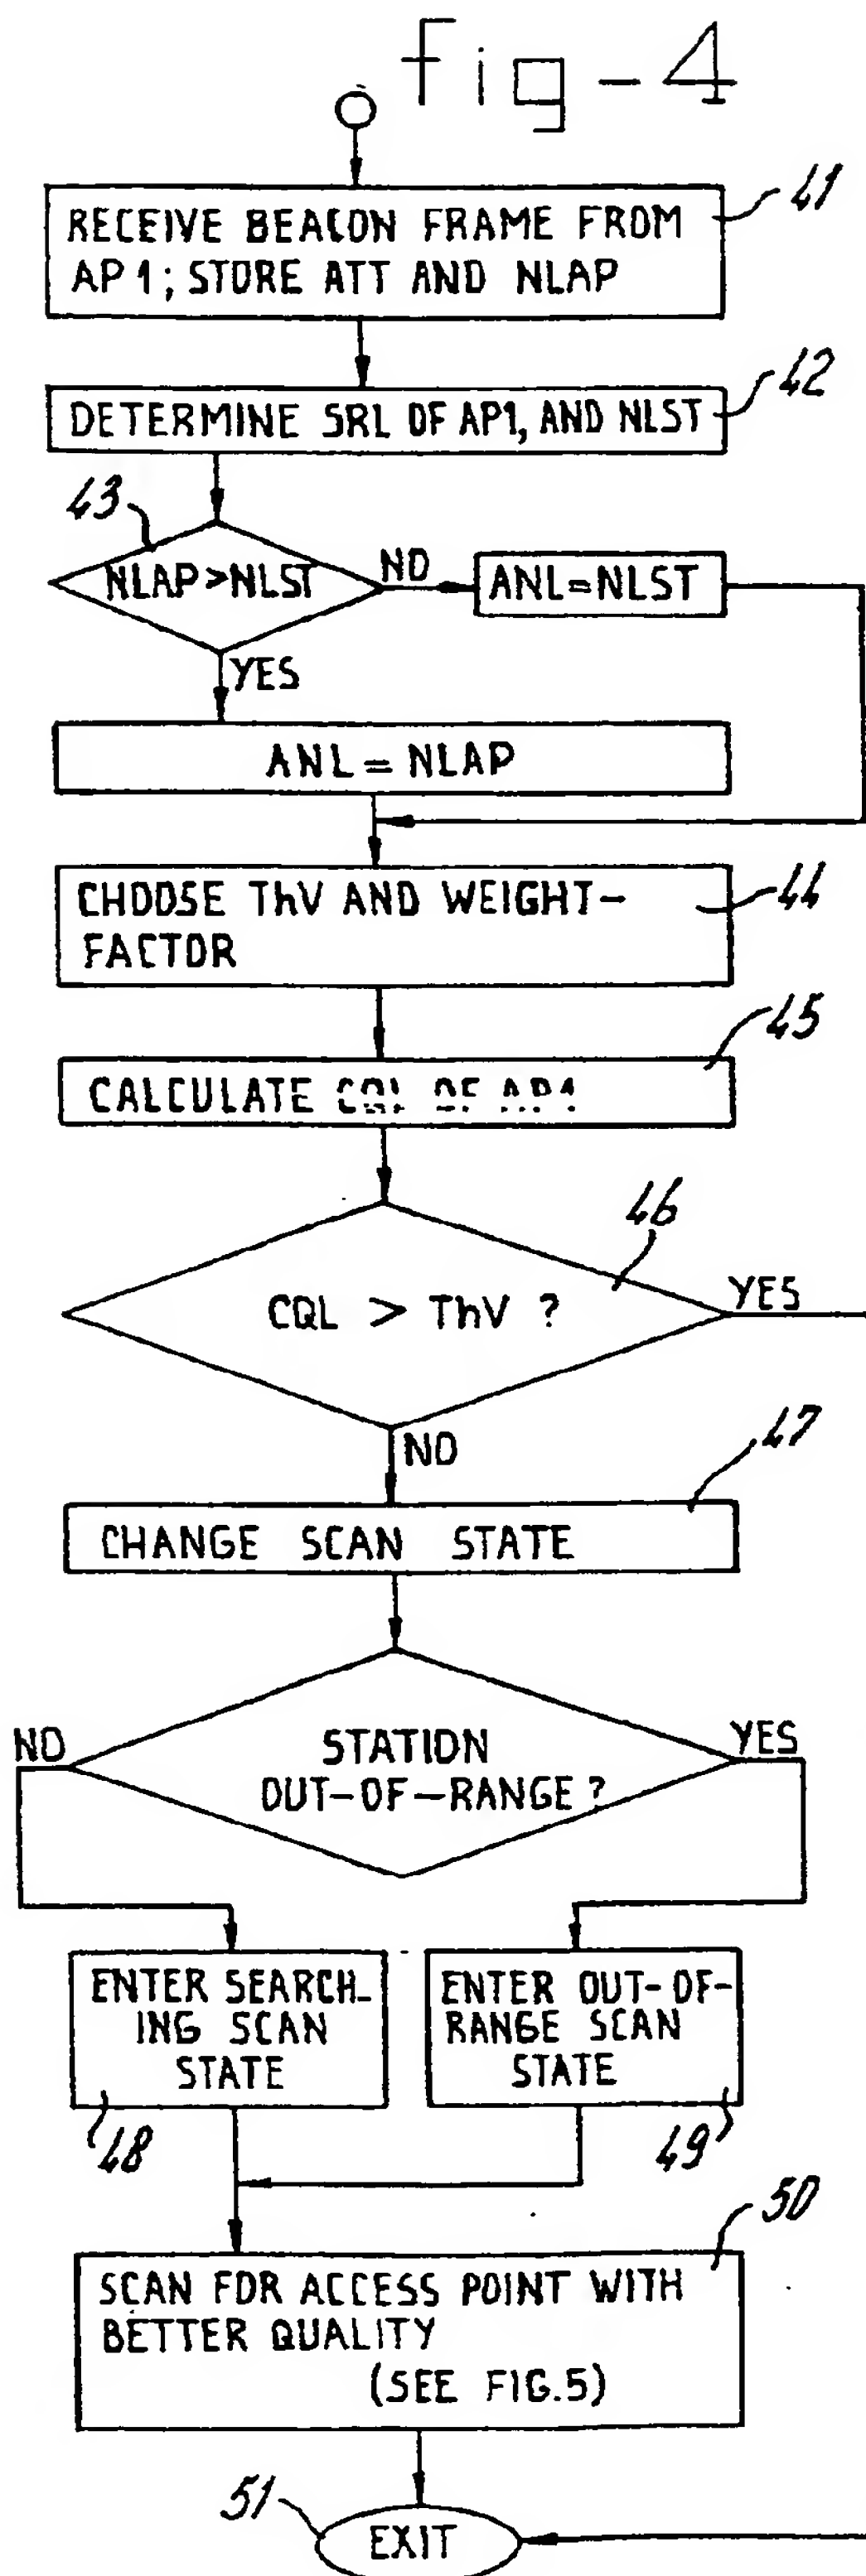 fig-4
41
RECEIVE BEACON FRAME FROM
AP1; STORE ATT AND NLAP
42
DETERMINE SRL OF AP1, AND NLST
43
NLAP>NLST
NO
ANL=NLST
YES
ANL = NLAP
44
CHOOSE ThV AND WEIGHT-
FACTOR
45
CALCULATE CQL OF AP1
46
CQL > ThV ?
YES
NO
47
CHANGE SCAN STATE
NO
STATION
OUT-OF-RANGE?
YES
ENTER SEARCH-
ING SCAN
STATE
48
ENTER OUT-OF-
RANGE SCAN
STATE
49
50
SCAN FOR ACCESS POINT WITH
BETTER QUALITY
(SEE FIG.5)
51
EXIT